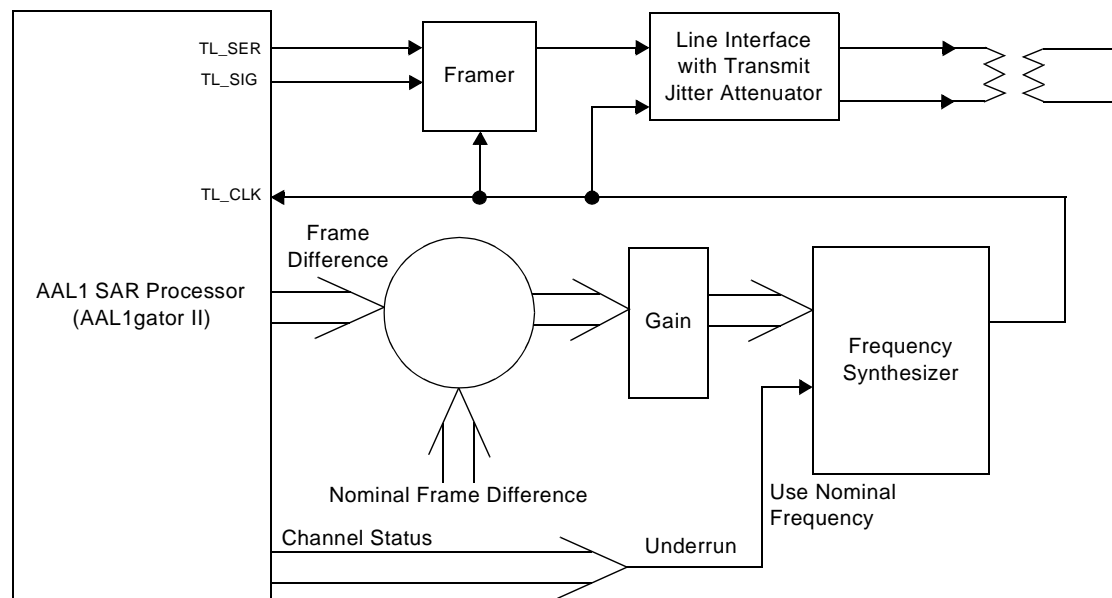 TL_SER
TL_SIG
Framer
Line Interface
with Transmit
Jitter Attenuator
TL_CLK
Frame
Difference
AAL1 SAR Processor
(AAL1gator II)
Gain
Frequency
Synthesizer
Nominal Frame Difference
Use Nominal
Frequency
Channel Status
Underrun